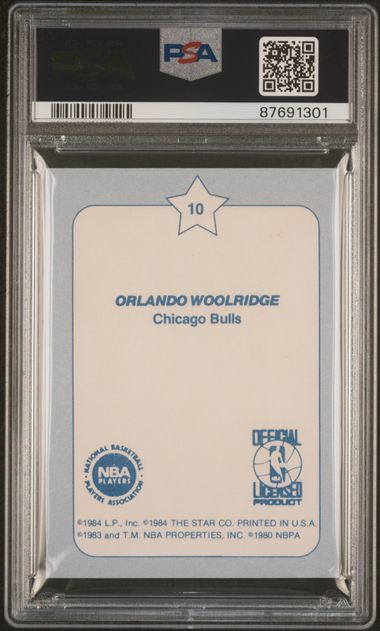 PSA
87691301
10
ORLANDO WOOLRIDGE
Chicago Bulls
NATIONAL BASKETBALL
NBA
PLAYERS
PLAYERS ASSOCIATION
OFFICIAL
LICENSED
PRODUCT
©1984 L.P., Inc. ©1984 THE STAR CO. PRINTED IN U.S.A.
©1983 and T.M. NBA PROPERTIES, INC. ©1980 NBPA